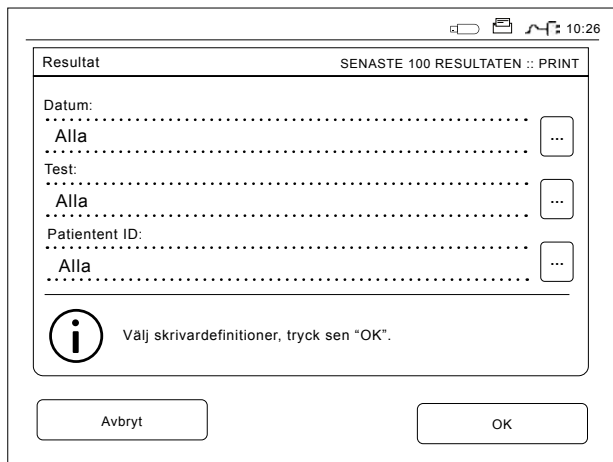 10:26
Resultat SENASTE 100 RESULTATEN :: PRINT
Datum:
Alla
...
Test:
Alla
...
Patientent ID:
Alla
...
Välj skrivardefinitioner, tryck sen “OK”.
Avbryt OK